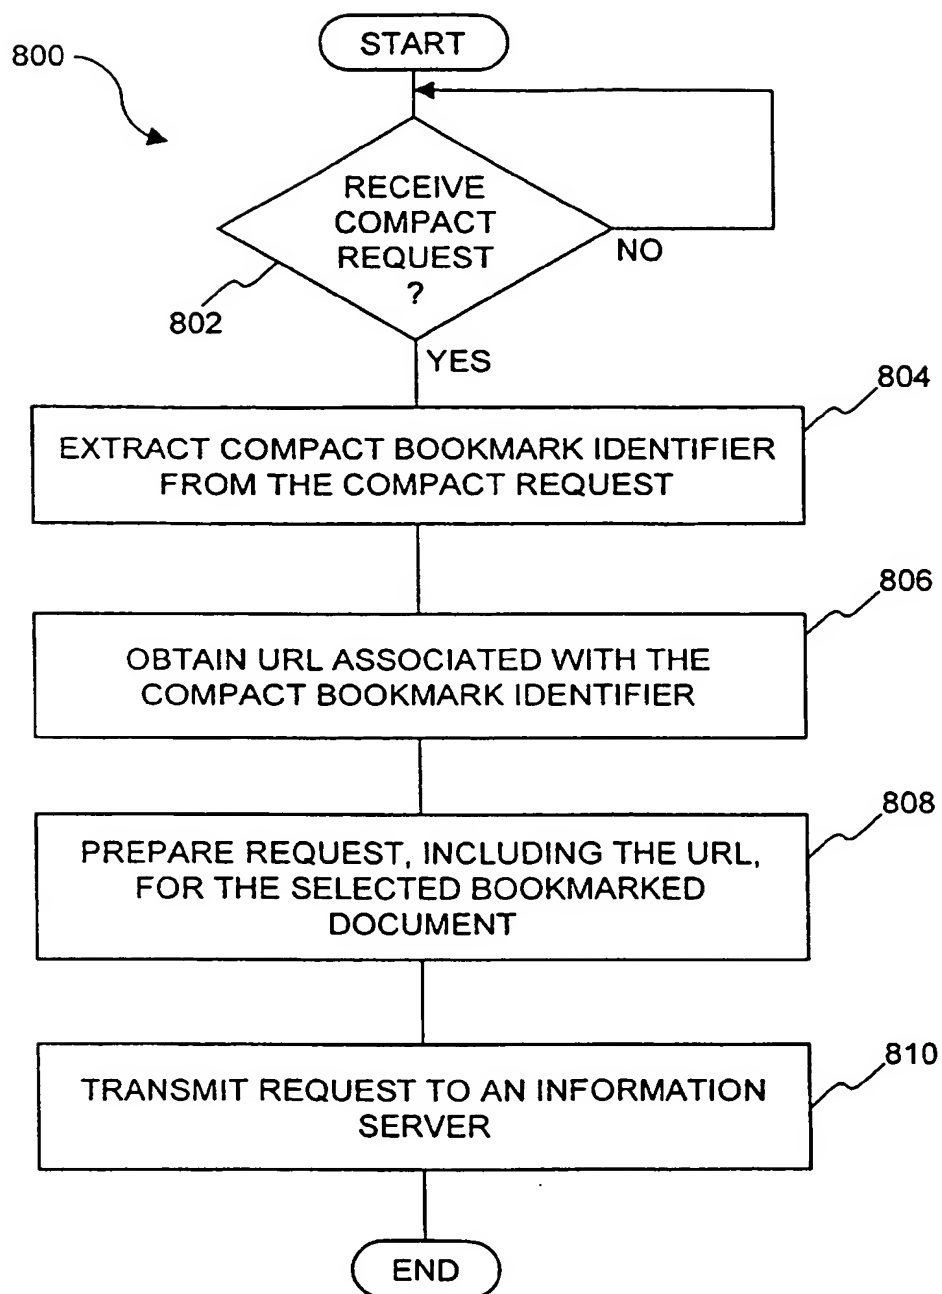 START
800
RECEIVE
COMPACT
REQUEST
?
NO
802
YES
804
EXTRACT COMPACT BOOKMARK IDENTIFIER
FROM THE COMPACT REQUEST
806
OBTAIN URL ASSOCIATED WITH THE
COMPACT BOOKMARK IDENTIFIER
808
PREPARE REQUEST, INCLUDING THE URL,
FOR THE SELECTED BOOKMARKED
DOCUMENT
810
TRANSMIT REQUEST TO AN INFORMATION
SERVER
END